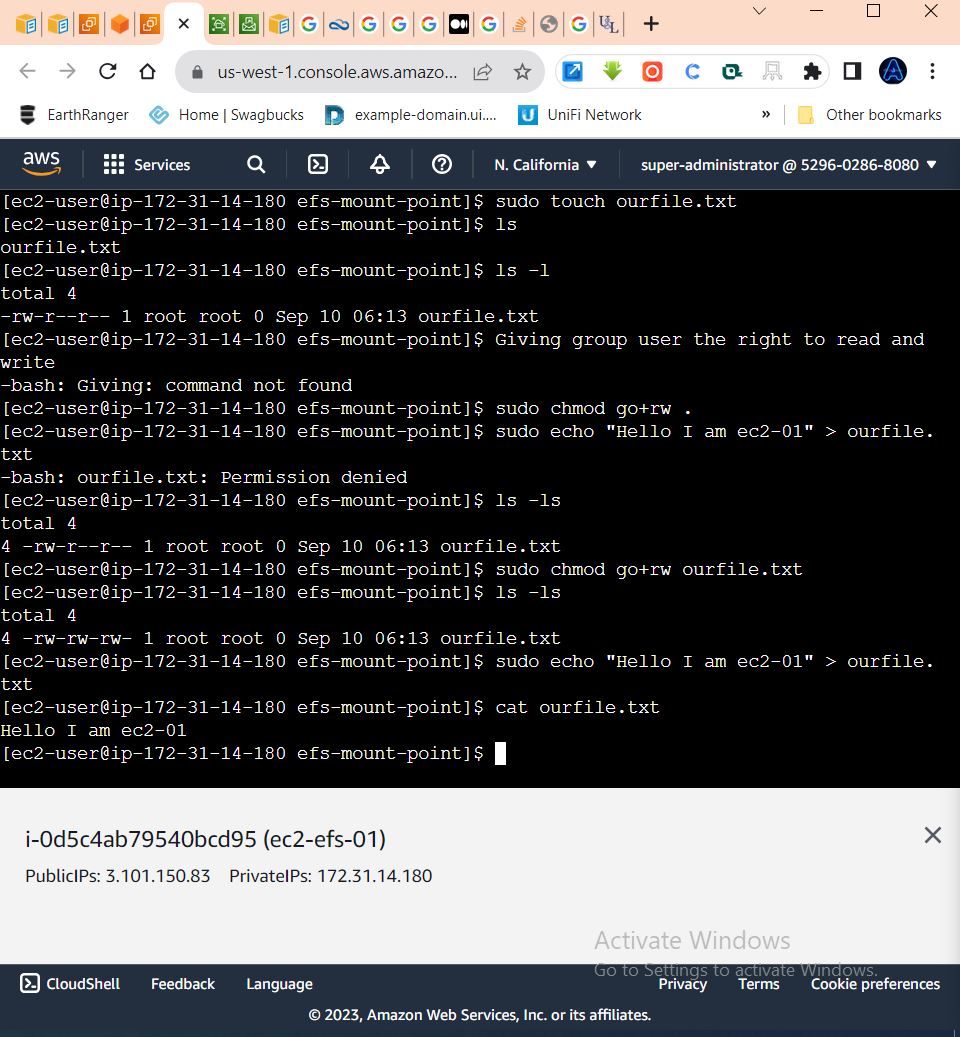 us-west-1.console.aws.amazo...
EarthRanger
Home | Swagbucks
example-domain.ui....
UniFi Network
»
Other bookmarks
aws
Services
N. California
super-administrator @ 5296-0286-8080
[ec2-user@ip-172-31-14-180 efs-mount-point]$ sudo touch ourfile.txt
[ec2-user@ip-172-31-14-180 efs-mount-point]$ ls
ourfile.txt
[ec2-user@ip-172-31-14-180 efs-mount-point]$ ls -l
total 4
-rw-r--r-- 1 root root 0 Sep 10 06:13 ourfile.txt
[ec2-user@ip-172-31-14-180 efs-mount-point]$ Giving group user the right to read and
write
-bash: Giving: command not found
[ec2-user@ip-172-31-14-180 efs-mount-point]$ sudo chmod go+rw .
[ec2-user@ip-172-31-14-180 efs-mount-point]$ sudo echo "Hello I am ec2-01" > ourfile.
txt
-bash: ourfile.txt: Permission denied
[ec2-user@ip-172-31-14-180 efs-mount-point]$ ls -ls
total 4
4 -rw-r--r-- 1 root root 0 Sep 10 06:13 ourfile.txt
[ec2-user@ip-172-31-14-180 efs-mount-point]$ sudo chmod go+rw ourfile.txt
[ec2-user@ip-172-31-14-180 efs-mount-point]$ ls -ls
total 4
4 -rw-rw-rw- 1 root root 0 Sep 10 06:13 ourfile.txt
[ec2-user@ip-172-31-14-180 efs-mount-point]$ sudo echo "Hello I am ec2-01" > ourfile.
txt
[ec2-user@ip-172-31-14-180 efs-mount-point]$ cat ourfile.txt
Hello I am ec2-01
[ec2-user@ip-172-31-14-180 efs-mount-point]$
i-0d5c4ab79540bcd95 (ec2-efs-01)
PublicIPs: 3.101.150.83 PrivateIPs: 172.31.14.180
Activate Windows
Go to Settings to activate Windows.
CloudShell
Feedback
Language
Privacy
Terms
Cookie preferences
© 2023, Amazon Web Services, Inc. or its affiliates.